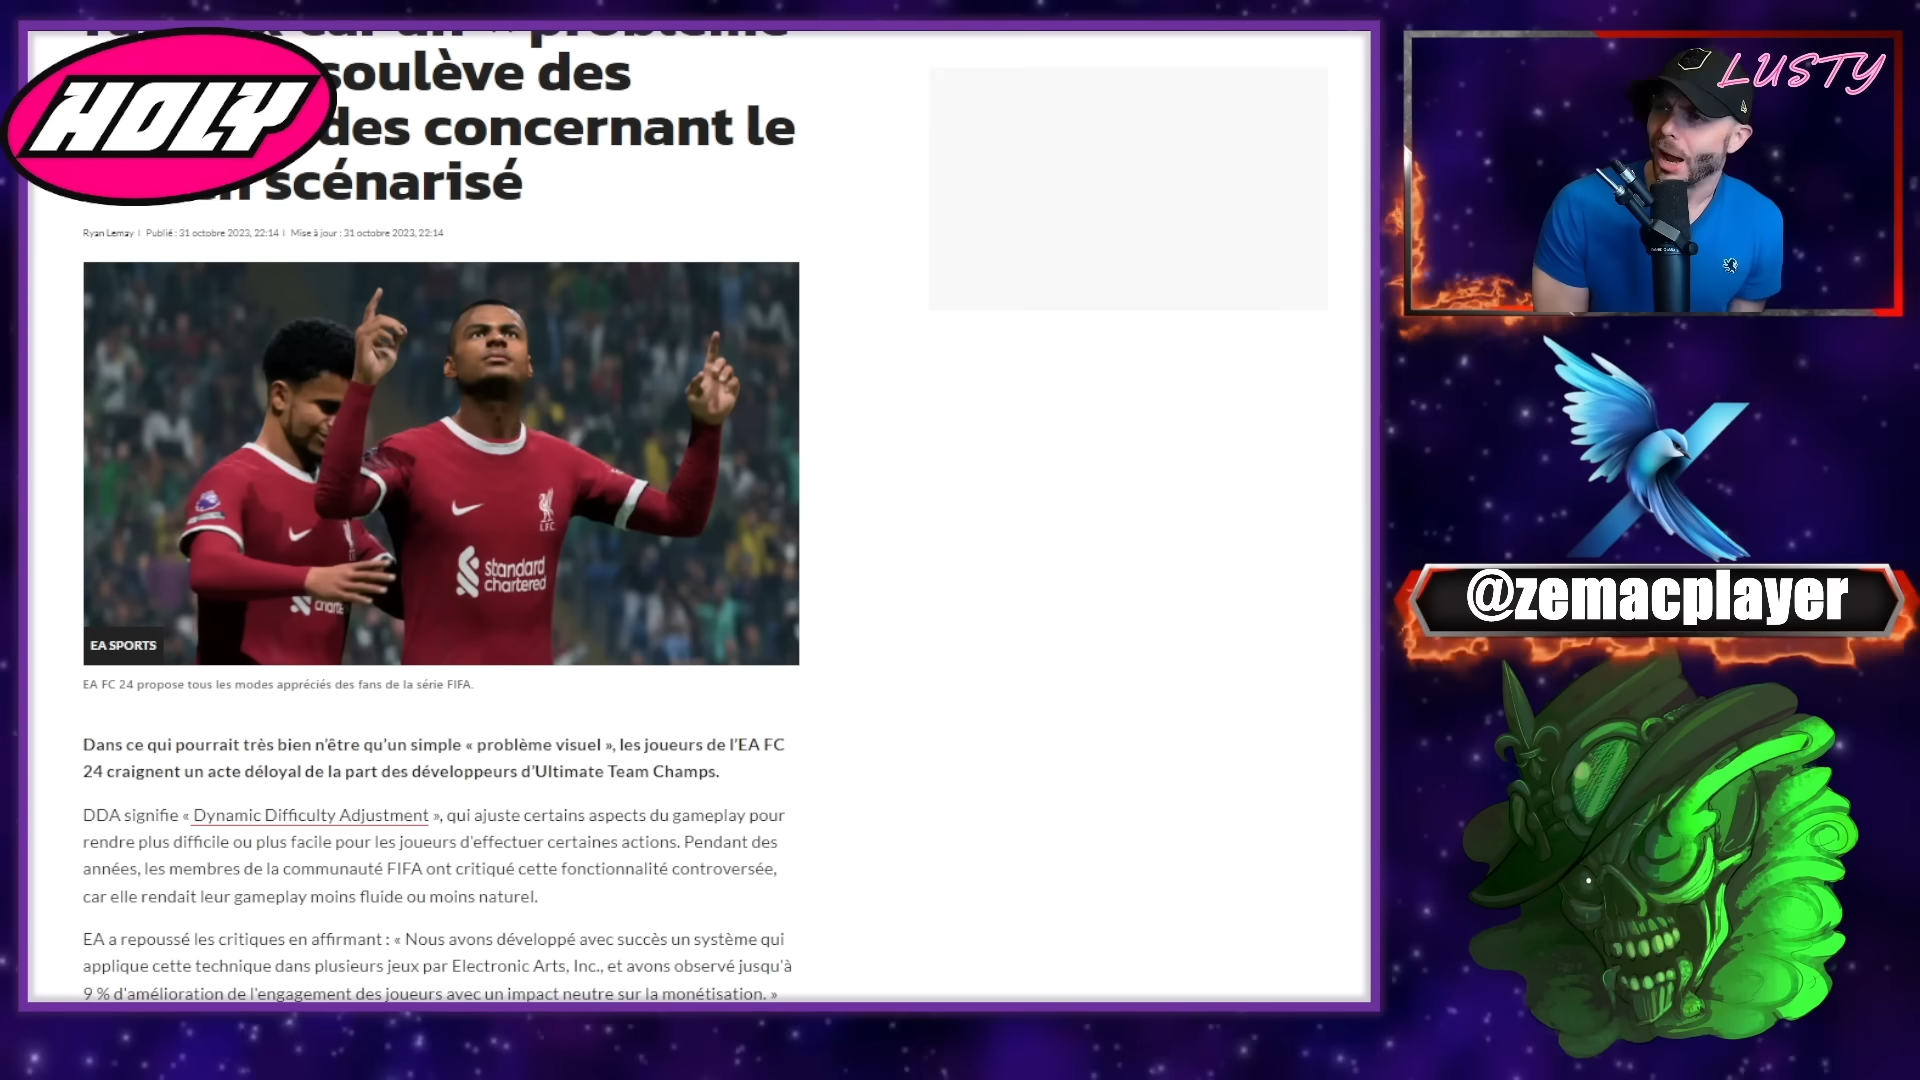 HOLY
soulève des
des concernant le
scénarisé
Ryan Lemay | Publié : 31 octobre 2023, 22:14 | Mise à jour : 31 octobre 2023, 22:14
L.F.C.
standard
chartered
EA SPORTS
EA FC 24 propose tous les modes appréciés des fans de la série FIFA.
Dans ce qui pourrait très bien n’être qu’un simple « problème visuel », les joueurs de l’EA FC
24 craignent un acte déloyal de la part des développeurs d’Ultimate Team Champs.
DDA signifie « Dynamic Difficulty Adjustment », qui ajuste certains aspects du gameplay pour
rendre plus difficile ou plus facile pour les joueurs d’effectuer certaines actions. Pendant des
années, les membres de la communauté FIFA ont critiqué cette fonctionnalité controversée,
car elle rendait leur gameplay moins fluide ou moins naturel.
EA a repoussé les critiques en affirmant : « Nous avons développé avec succès un système qui
applique cette technique dans plusieurs jeux par Electronic Arts, Inc., et avons observé jusqu'à
9 % d'amélioration de l'engagement des joueurs avec un impact neutre sur la monétisation. »
LUSTY
@zemacplayer